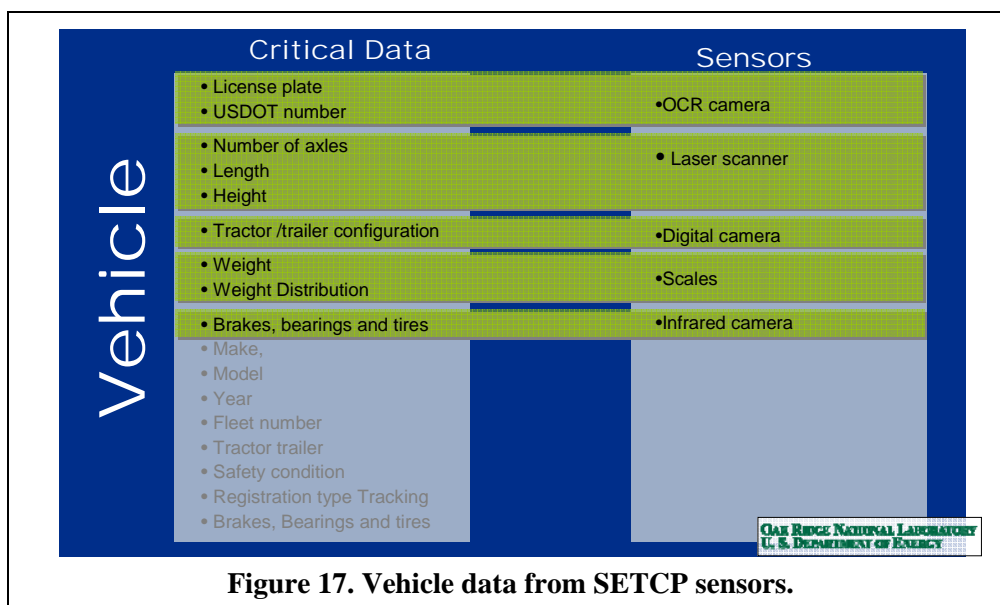 Critical Data
Sensors
Vehicle
• License plate
• USDOT number
•OCR camera
• Number of axles
• Length
• Height
• Laser scanner
• Tractor /trailer configuration
•Digital camera
• Weight
• Weight Distribution
•Scales
• Brakes, bearings and tires
•Infrared camera
• Make,
• Model
• Year
• Fleet number
• Tractor trailer
• Safety condition
• Registration type Tracking
• Brakes, Bearings and tires
OAK RIDGE NATIONAL LABORATORY
U. S. DEPARTMENT OF ENERGY
Figure 17. Vehicle data from SETCP sensors.